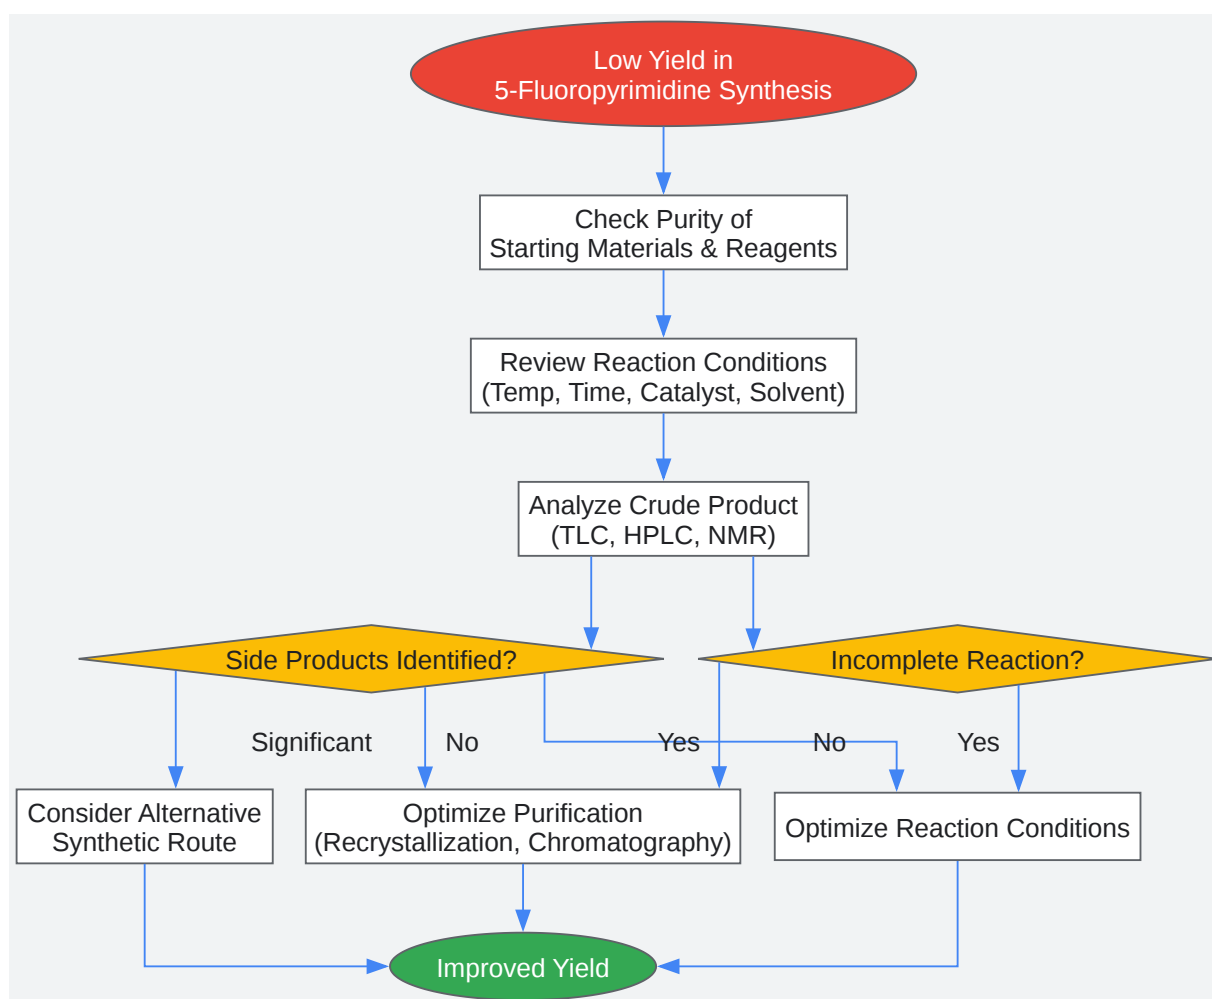 Low Yield in
5-Fluoropyrimidine Synthesis
Check Purity of
Starting Materials & Reagents
Review Reaction Conditions
(Temp, Time, Catalyst, Solvent)
Analyze Crude Product
(TLC, HPLC, NMR)
Side Products Identified?
Incomplete Reaction?
Significant
No
Yes
No
Yes
Consider Alternative
Synthetic Route
Optimize Purification
(Recrystallization, Chromatography)
Optimize Reaction Conditions
Improved Yield